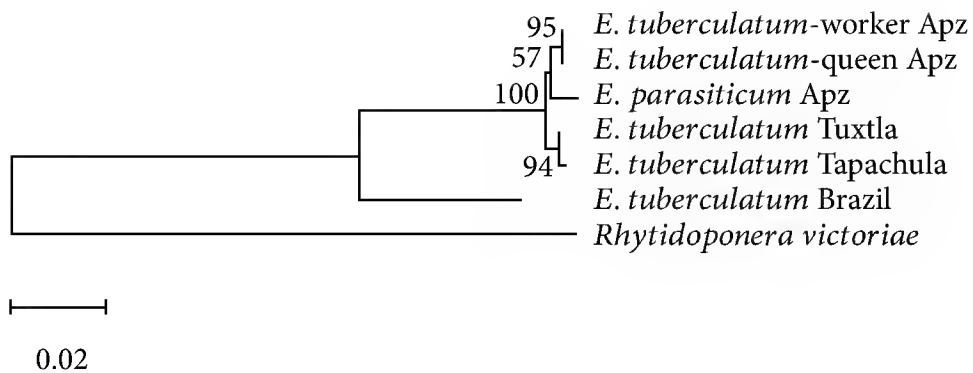 95
E. tuberculatum-worker Apz
57
E. tuberculatum-queen Apz
100
E. parasiticum Apz
E. tuberculatum Tuxtla
94
E. tuberculatum Tapachula
E. tuberculatum Brazil
Rhytidoponera victoriae
0.02